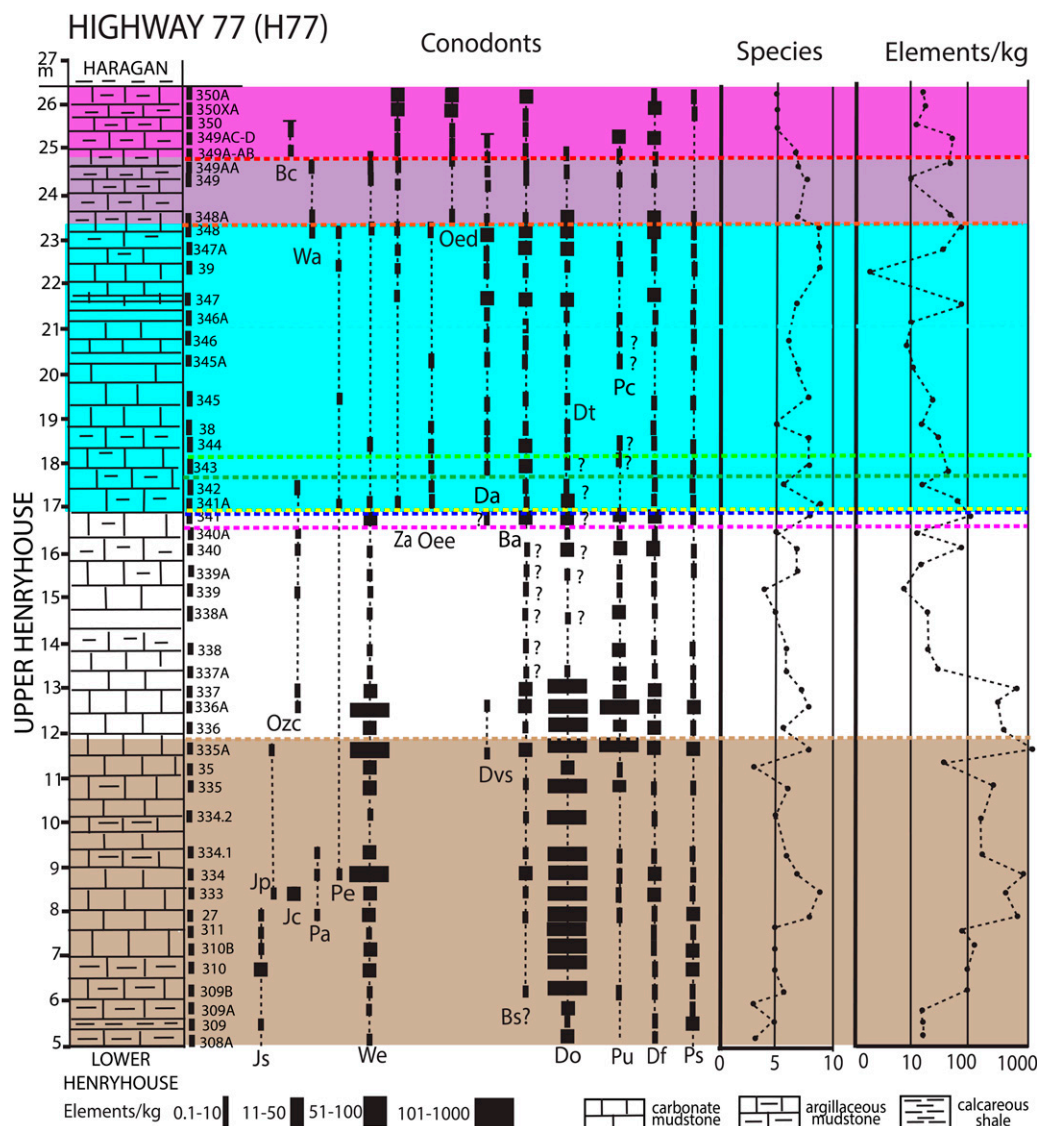 HIGHWAY 77 (H77)
Conodonts
Species
Elements/kg
27
m
HARAGAN
26
25
24
23
22
21
20
19
18
17
16
15
14
13
12
11
10
9
8
7
6
5
UPPER HENRYHOUSE
LOWER
HENRYHOUSE
350A
350XA
350
349AC-D
349A-AB
349AA
349
348A
348
347A
39
347
346A
346
345A
345
38
344
343
342
341A
341
340A
340
339A
339
338A
338
337A
337
336A
336
335A
35
335
334.2
334.1
334
333
27
311
310B
310
309B
309A
309
308A
Bc
Wa
Oed
?
?
Pc
Dt
?
? ?
Da ?
?
Za Oee Ba
? ?
? ?
?
? ?
?
?
Ozc
Dvs
Jp
Jc
Pa
Pe
Bs?
Js We Do Pu Df Ps
0 5 10
0 10 100 1000
Elements/kg 0.1-10 11-50 51-100 101-1000
carbonate
mudstone
argillaceous
mudstone
calcareous
shale